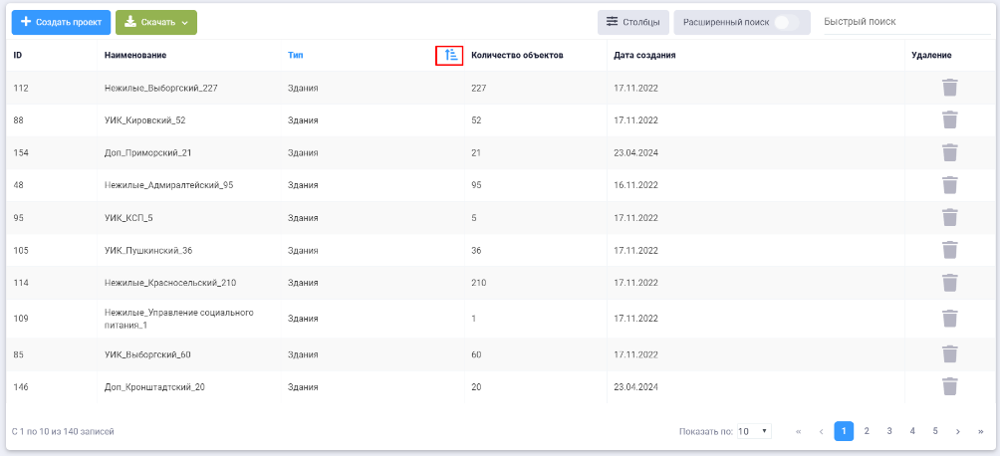 Создать проект Скачать Столбцы Расширенный поиск Быстрый поиск
ID Наименование Тип Количество объектов Дата создания Удаление
112 Нежилые_Выборгский_227 Здания 227 17.11.2022
88 УИК_Кировский_52 Здания 52 17.11.2022
154 Доп_Приморский_21 Здания 21 23.04.2024
48 Нежилые_Адмиралтейский_95 Здания 95 16.11.2022
95 УИК_КСП_5 Здания 5 17.11.2022
105 УИК_Пушкинский_36 Здания 36 17.11.2022
114 Нежилые_Красносельский_210 Здания 210 17.11.2022
109 Нежилые_Управление социального
питания_1 Здания 1 17.11.2022
85 УИК_Выборгский_60 Здания 60 17.11.2022
146 Доп_Кронштадтский_20 Здания 20 23.04.2024
С 1 по 10 из 140 записей Показать по: 10 « ‹ 1 2 3 4 5 › »